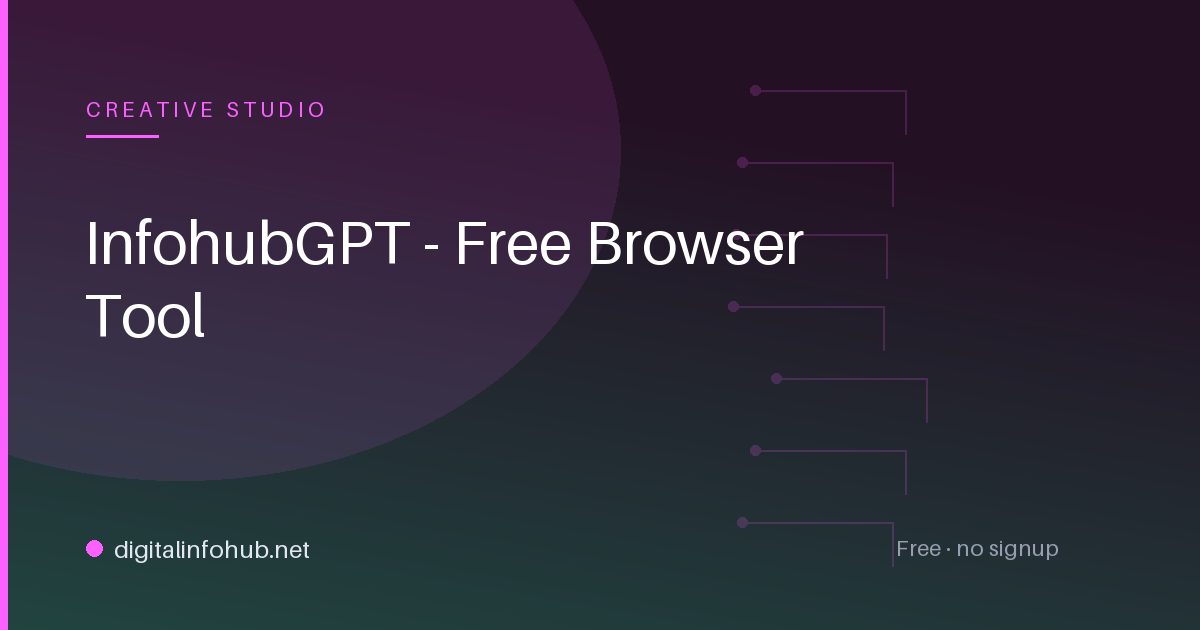 CREATIVE STUDIO
InfohubGPT - Free Browser
Tool
digitalinfohub.net
Free · no signup